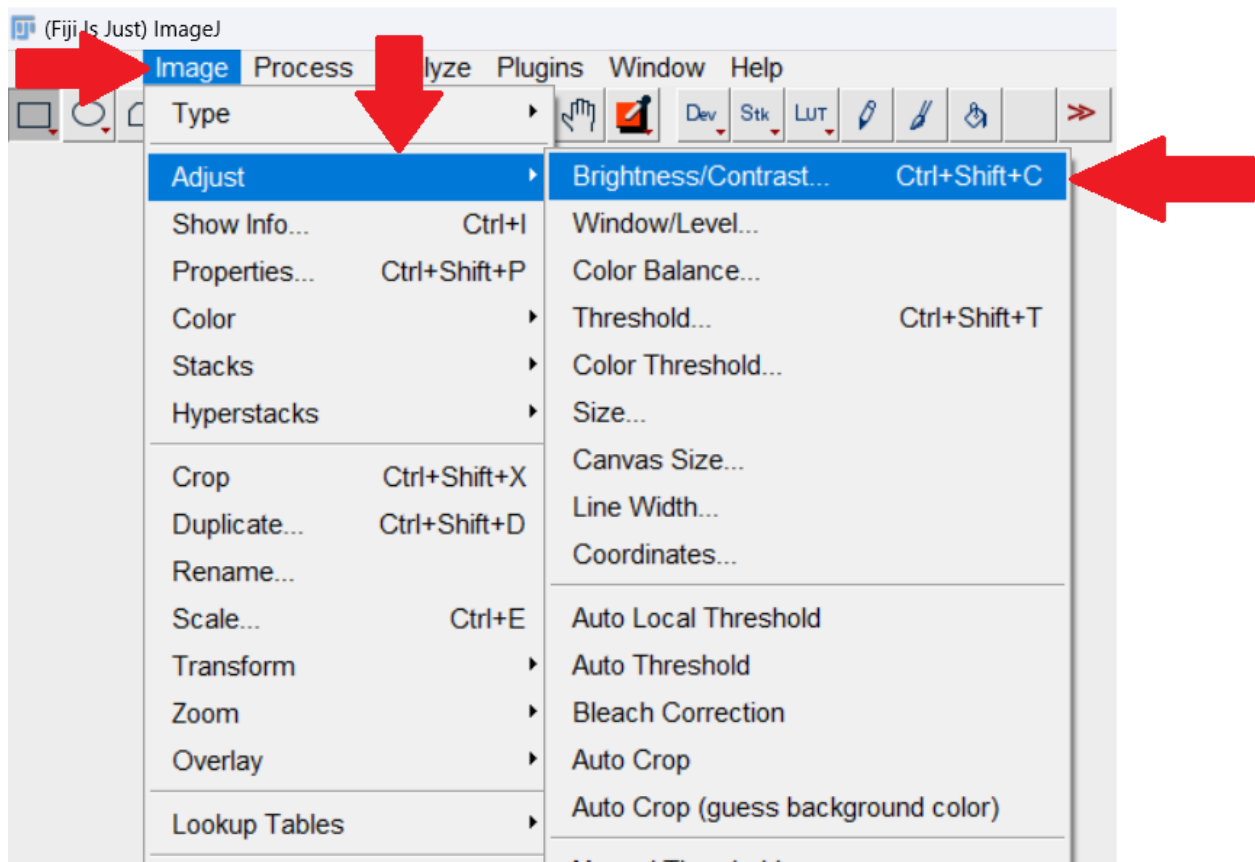 (Fiji Is Just) ImageJ
Image Process lyze Plugins Window Help
Dev Stk LUT >>
Type
Adjust
Show Info... Ctrl+I
Properties... Ctrl+Shift+P
Color
Stacks
Hyperstacks
Crop Ctrl+Shift+X
Duplicate... Ctrl+Shift+D
Rename...
Scale... Ctrl+E
Transform
Zoom
Overlay
Lookup Tables
Brightness/Contrast... Ctrl+Shift+C
Window/Level...
Color Balance...
Threshold... Ctrl+Shift+T
Color Threshold...
Size...
Canvas Size...
Line Width...
Coordinates...
Auto Local Threshold
Auto Threshold
Bleach Correction
Auto Crop
Auto Crop (guess background color)